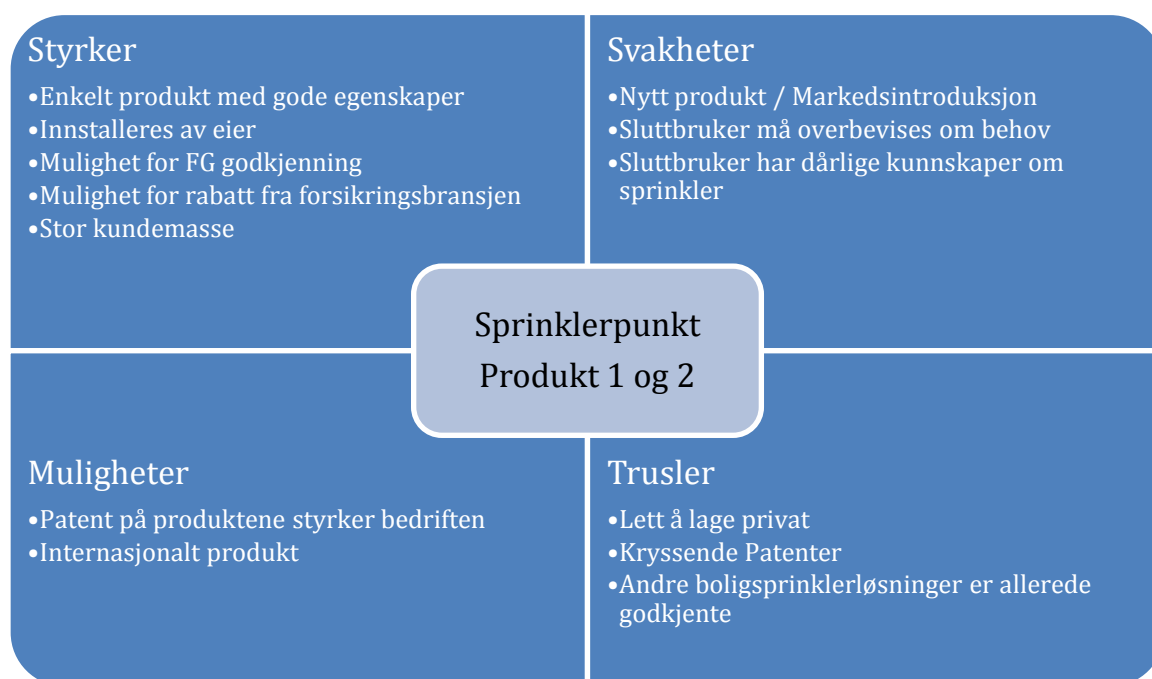 Styrker
•Enkelt produkt med gode egenskaper
•Innstalleres av eier
•Mulighet for FG godkjenning
•Mulighet for rabatt fra forsikringsbransjen
•Stor kundemasse
Svakheter
•Nytt produkt / Markedsintroduksjon
•Sluttbruker må overbevises om behov
•Sluttbruker har dårlige kunnskaper om
sprinkler
Sprinklerpunkt
Produkt 1 og 2
Muligheter
•Patent på produktene styrker bedriften
•Internasjonalt produkt
Trusler
•Lett å lage privat
•Kryssende Patenter
•Andre boligsprinklerløsninger er allerede
godkjente